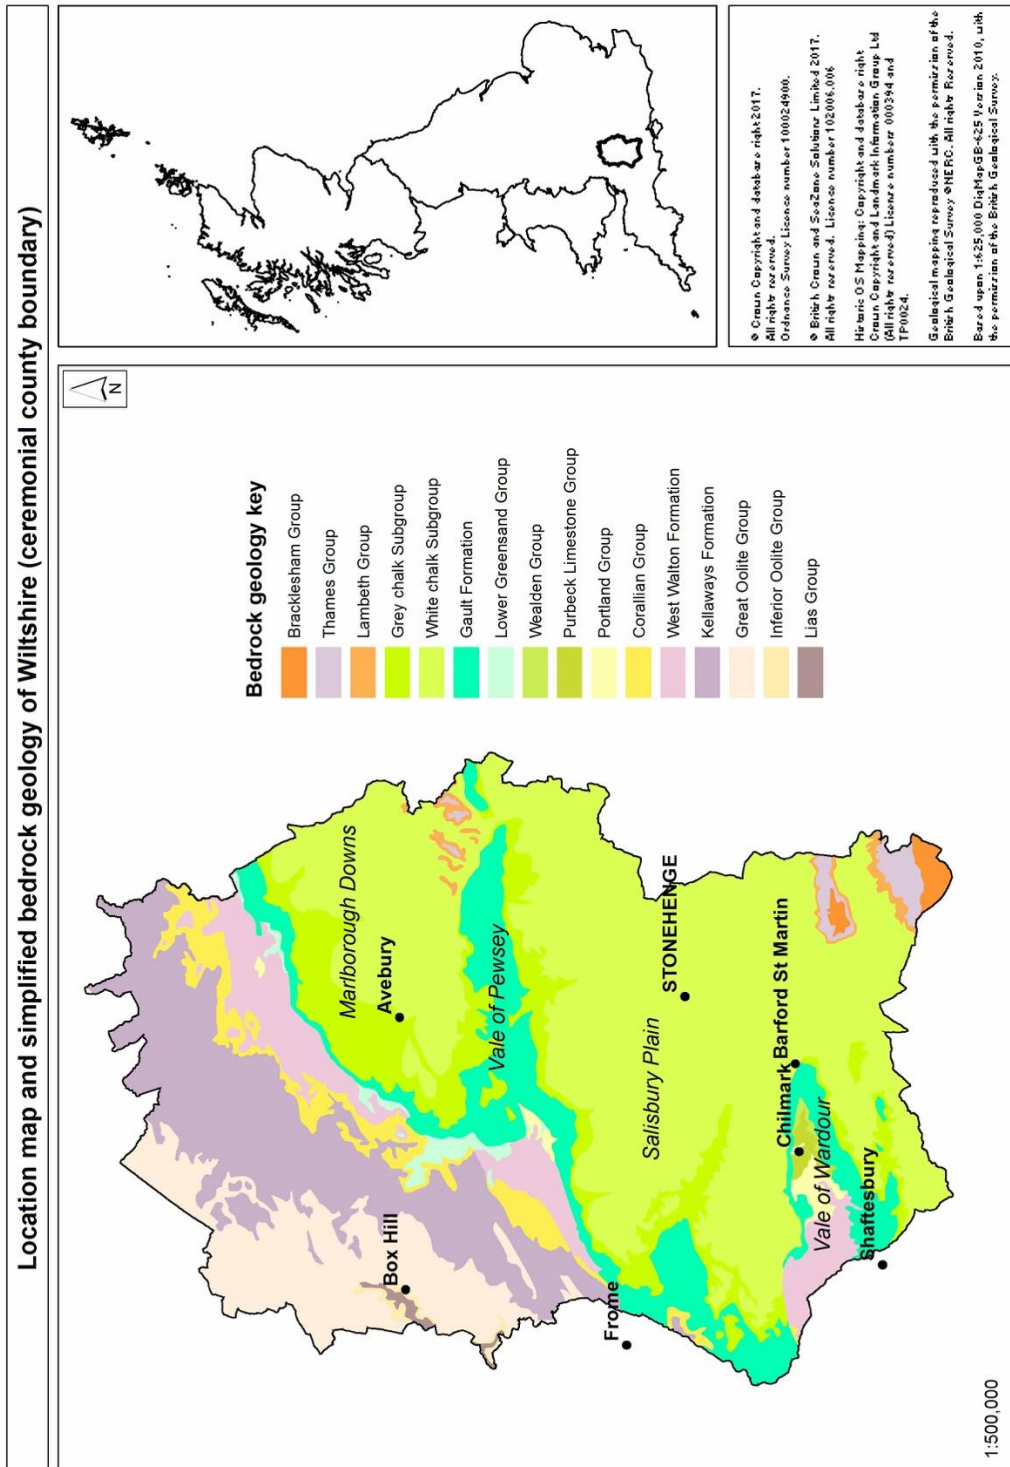 Location map and simplified bedrock geology of Wiltshire (ceremonial county boundary)
N
Marlborough Downs
Avebury
Box Hill
Vale of Pewsey
Salisbury Plain
STONEHENGE
Frome
Chilmark
Barford St Martin
Vale of Wardour
Shaftesbury
1:500,000
Bedrock geology key
Bracklesham Group
Thames Group
Lambeth Group
Grey chalk Subgroup
White chalk Subgroup
Gault Formation
Lower Greensand Group
Wealden Group
Purbeck Limestone Group
Portland Group
Corallian Group
West Walton Formation
Kellaways Formation
Great Oolite Group
Inferior Oolite Group
Lias Group
© Crown Copyright and database right 2017.
All rights reserved.
Ordnance Survey Licence number 100024900.
© British Crown and SeaZone Solutions Limited 2017.
All rights reserved. Licence number 102006.006
Historic OS Mapping: Copyright and database right
Crown Copyright and Landmark Information Group Ltd
(All rights reserved) Licence numbers 000394 and
TP0024.
Geological mapping reproduced with the permission of the
British Geological Survey ©NERC. All rights Reserved.
Based upon 1:625,000 DigMapGB-625 Version 2010, with
the permission of the British Geological Survey.